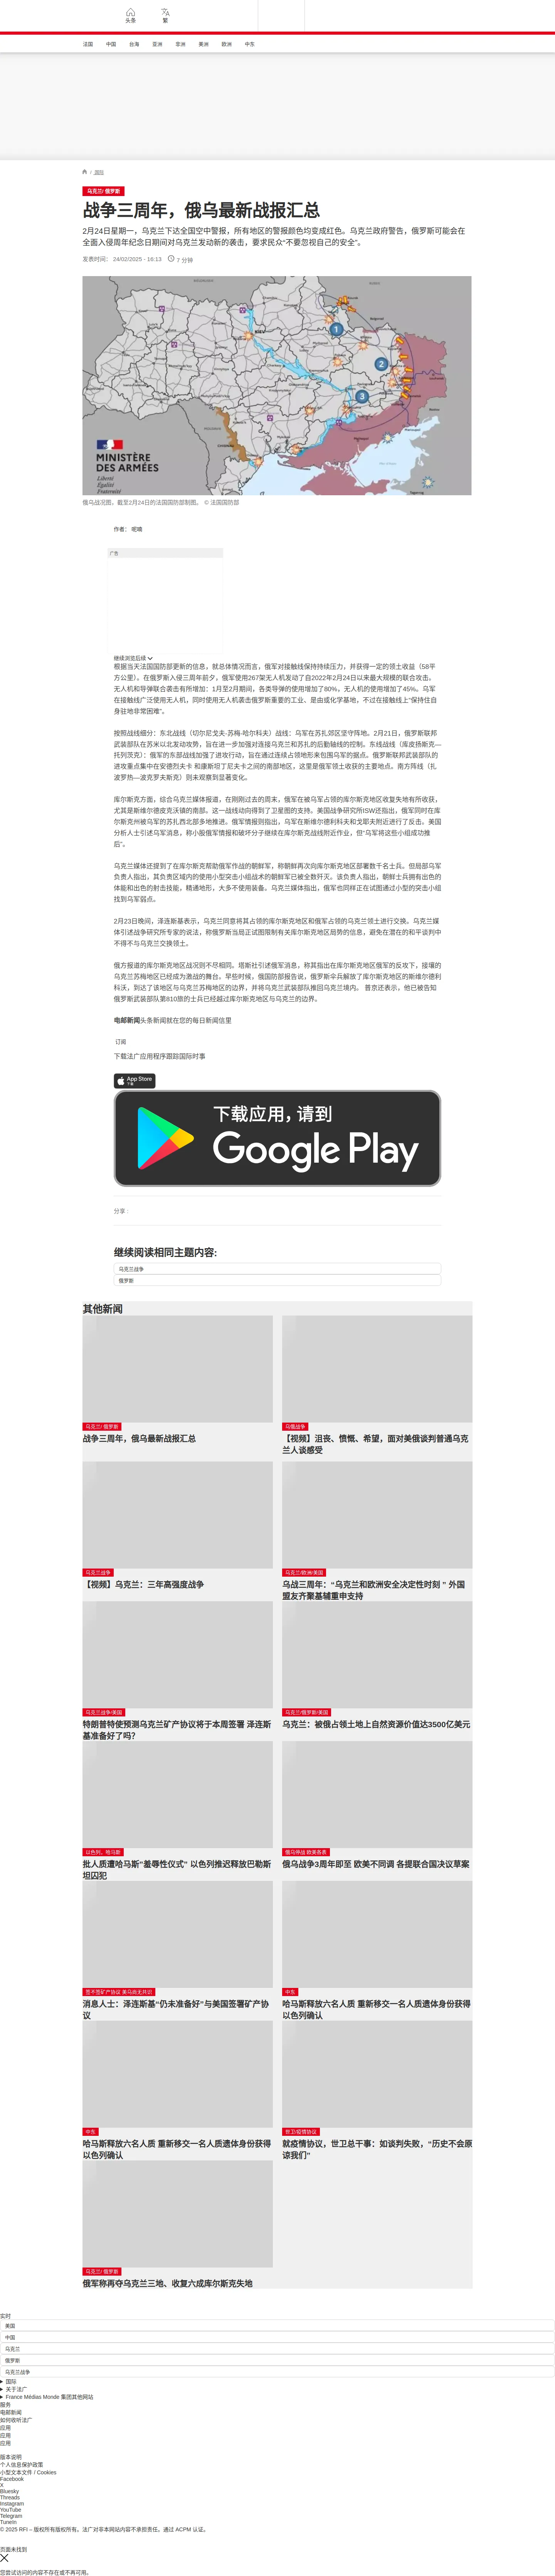 头条
繁
法国
中国
台海
亚洲
非洲
美洲
欧洲
中东
/ 国际
乌克兰/ 俄罗斯
战争三周年，俄乌最新战报汇总
2月24日星期一，乌克兰下达全国空中警报，所有地区的警报颜色均变成红色。乌克兰政府警告，俄罗斯可能会在
全面入侵周年纪念日期间对乌克兰发动新的袭击，要求民众“不要忽视自己的安全”。
发表时间： 24/02/2025 - 16:13
7 分钟
1
2
3
MINISTÈRE
DES ARMÉES
Liberté
Égalité
Fraternité
俄乌战况图。截至2月24日的法国国防部制图。 © 法国国防部
作者： 呢喃
广告
继续浏览后续
根据当天法国国防部更新的信息，就总体情况而言，俄军对接触线保持持续压力，并获得一定的领土收益（58平
方公里）。在俄罗斯入侵三周年前夕，俄军使用267架无人机发动了自2022年2月24日以来最大规模的联合攻击。
无人机和导弹联合袭击有所增加：1月至2月期间，各类导弹的使用增加了80%，无人机的使用增加了45%。乌军
在接触线广泛使用无人机，同时使用无人机袭击俄罗斯重要的工业、是由或化学基地，不过在接触线上“保持住自
身驻地非常困难”。
按照战线细分：东北战线（切尔尼戈夫-苏梅-哈尔科夫）战线：乌军在苏扎郊区坚守阵地。2月21日，俄罗斯联邦
武装部队在苏米以北发动攻势，旨在进一步加强对连接乌克兰和苏扎的后勤轴线的控制。东线战线（库皮扬斯克—
托列茨克）：俄军的东部战线加强了进攻行动，旨在通过连续占领地形来包围乌军的据点。俄罗斯联邦武装部队的
进攻重点集中在安德烈夫卡 和康斯坦丁尼夫卡之间的南部地区，这里是俄军领土收获的主要地点。南方阵线（扎
波罗热—波克罗夫斯克）则未观察到显著变化。
库尔斯克方面，综合乌克兰媒体报道，在刚刚过去的周末，俄军在被乌军占领的库尔斯克地区收复失地有所收获，
尤其是斯维尔德皮克沃镇的南部。这一战线动向得到了卫星图的支持。美国战争研究所ISW还指出，俄军同时在库
尔斯克州被乌军的苏扎西北部多地推进。俄军情报则指出，乌军在斯维尔德利科夫和戈耶夫附近进行了反击。美国
分析人士引述乌军消息，称小股俄军情报和破坏分子继续在库尔斯克战线附近作业，但“乌军将这些小组成功推
后”。
乌克兰媒体还提到了在库尔斯克帮助俄军作战的朝鲜军，称朝鲜再次向库尔斯克地区部署数千名士兵。但局部乌军
负责人指出，其负责区域内的使用小型突击小组战术的朝鲜军已被全数歼灭。该负责人指出，朝鲜士兵拥有出色的
体能和出色的射击技能，精通地形，大多不使用装备。乌克兰媒体指出，俄军也同样正在试图通过小型的突击小组
找到乌军弱点。
2月23日晚间，泽连斯基表示，乌克兰同意将其占领的库尔斯克地区和俄军占领的乌克兰领土进行交换。乌克兰媒
体引述战争研究所专家的说法，称俄罗斯当局正试图限制有关库尔斯克地区局势的信息，避免在潜在的和平谈判中
不得不与乌克兰交换领土。
俄方报道的库尔斯克地区战况则不尽相同。塔斯社引述俄军消息，称其指出在库尔斯克地区俄军的反攻下，接壤的
乌克兰苏梅地区已经成为激战的舞台。早些时候，俄国防部报告说，俄罗斯伞兵解放了库尔斯克地区的斯维尔德利
科沃，到达了该地区与乌克兰苏梅地区的边界，并将乌克兰武装部队推回乌克兰境内。 普京还表示，他已被告知
俄罗斯武装部队第810旅的士兵已经越过库尔斯克地区与乌克兰的边界。
电邮新闻头条新闻就在您的每日新闻信里
订阅
下载法广应用程序跟踪国际时事
App Store
下载
下载应用，请到
Google Play
分享 :
继续阅读相同主题内容:
乌克兰战争
俄罗斯
其他新闻
乌克兰/ 俄罗斯
战争三周年，俄乌最新战报汇总
乌俄战争
【视频】沮丧、愤慨、希望，面对美俄谈判普通乌克
兰人谈感受
乌克兰战争
【视频】乌克兰：三年高强度战争
乌克兰/欧洲/美国
乌战三周年：“乌克兰和欧洲安全决定性时刻 ” 外国
盟友齐聚基辅重申支持
乌克兰战争/美国
特朗普特使预测乌克兰矿产协议将于本周签署 泽连斯
基准备好了吗？
乌克兰/俄罗斯/美国
乌克兰：被俄占领土地上自然资源价值达3500亿美元
以色列，哈马斯
批人质遭哈马斯“羞辱性仪式” 以色列推迟释放巴勒斯
坦囚犯
俄乌停战 欧美各表
俄乌战争3周年即至 欧美不同调 各提联合国决议草案
签不签矿产协议 美乌尚无共识
消息人士：泽连斯基“仍未准备好”与美国签署矿产协
议
中东
哈马斯释放六名人质 重新移交一名人质遗体身份获得
以色列确认
中东
哈马斯释放六名人质 重新移交一名人质遗体身份获得
以色列确认
世卫/疫情协议
就疫情协议，世卫总干事：如谈判失败，“历史不会原
谅我们”
乌克兰/ 俄罗斯
俄军称再夺乌克兰三地、收复六成库尔斯克失地
实时
美国
中国
乌克兰
俄罗斯
乌克兰战争
国际
关于法广
France Médias Monde 集团其他网站
服务
电邮新闻
如何收听法广
应用
应用
应用
版本说明
个人信息保护政策
小型文本文件 / Cookies
Facebook
X
Bluesky
Threads
Instagram
YouTube
Telegram
TuneIn
© 2025 RFI – 版权所有版权所有。法广对非本网站内容不承担责任。通过 ACPM 认证。
页面未找到
您尝试访问的内容不存在或不再可用。